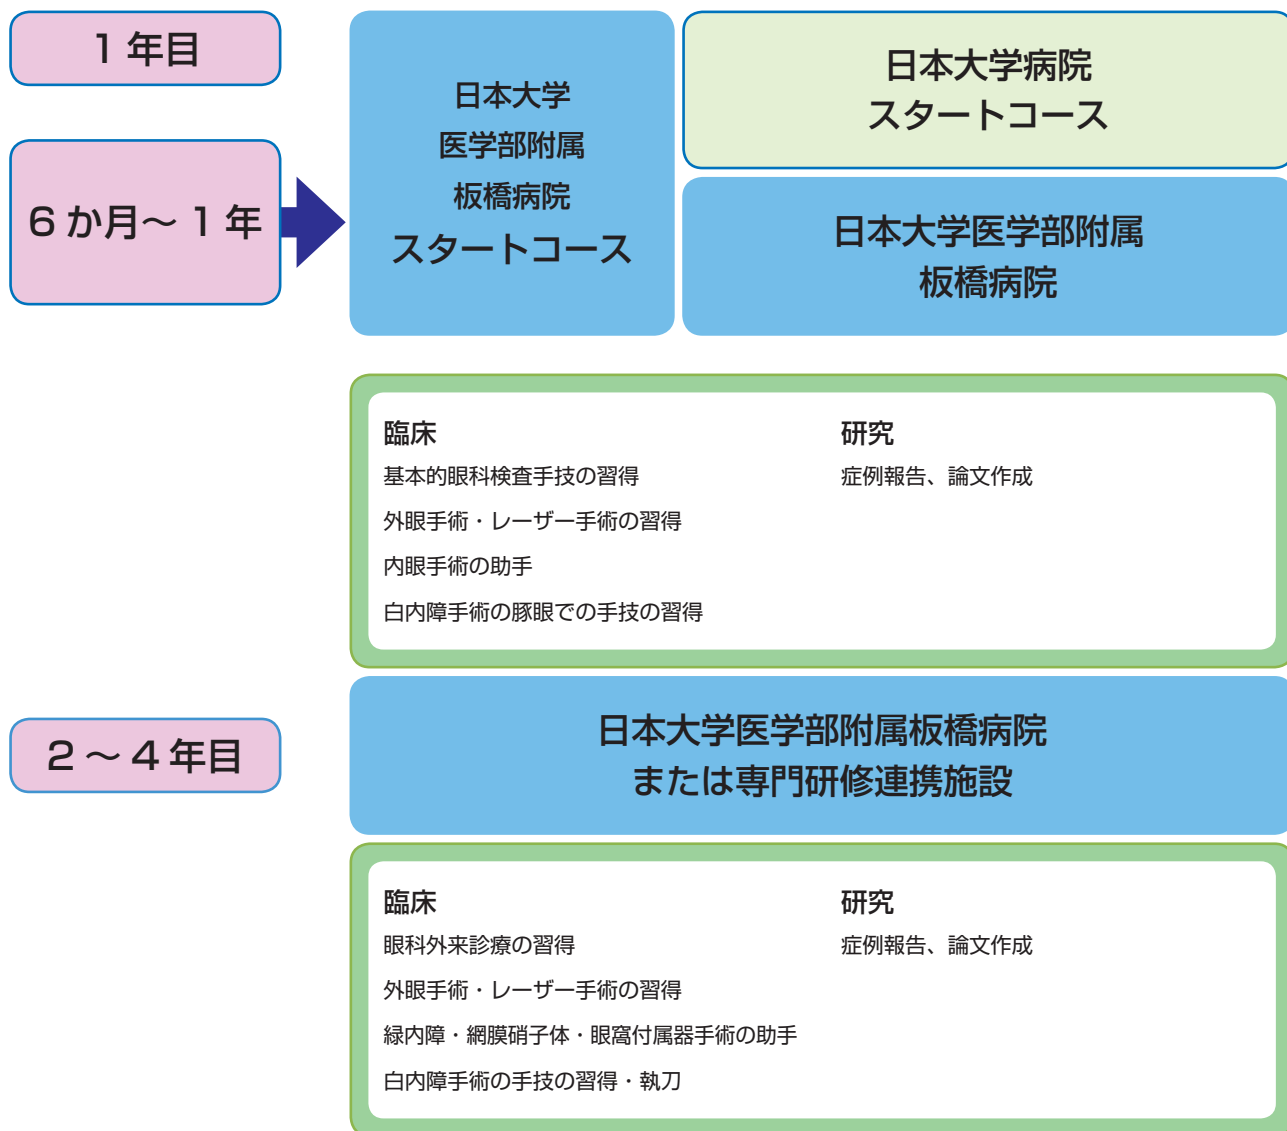 1年目
6か月～1年
日本大学
医学部附属
板橋病院
スタートコース
日本大学病院
スタートコース
日本大学医学部附属
板橋病院
臨床
基本的眼科検査手技の習得
外眼手術・レーザー手術の習得
内眼手術の助手
白内障手術の豚眼での手技の習得
研究
症例報告、論文作成
2～4年目
日本大学医学部附属板橋病院
または専門研修連携施設
臨床
眼科外来診療の習得
外眼手術・レーザー手術の習得
緑内障・網膜硝子体・眼窩付属器手術の助手
白内障手術の手技の習得・執刀
研究
症例報告、論文作成